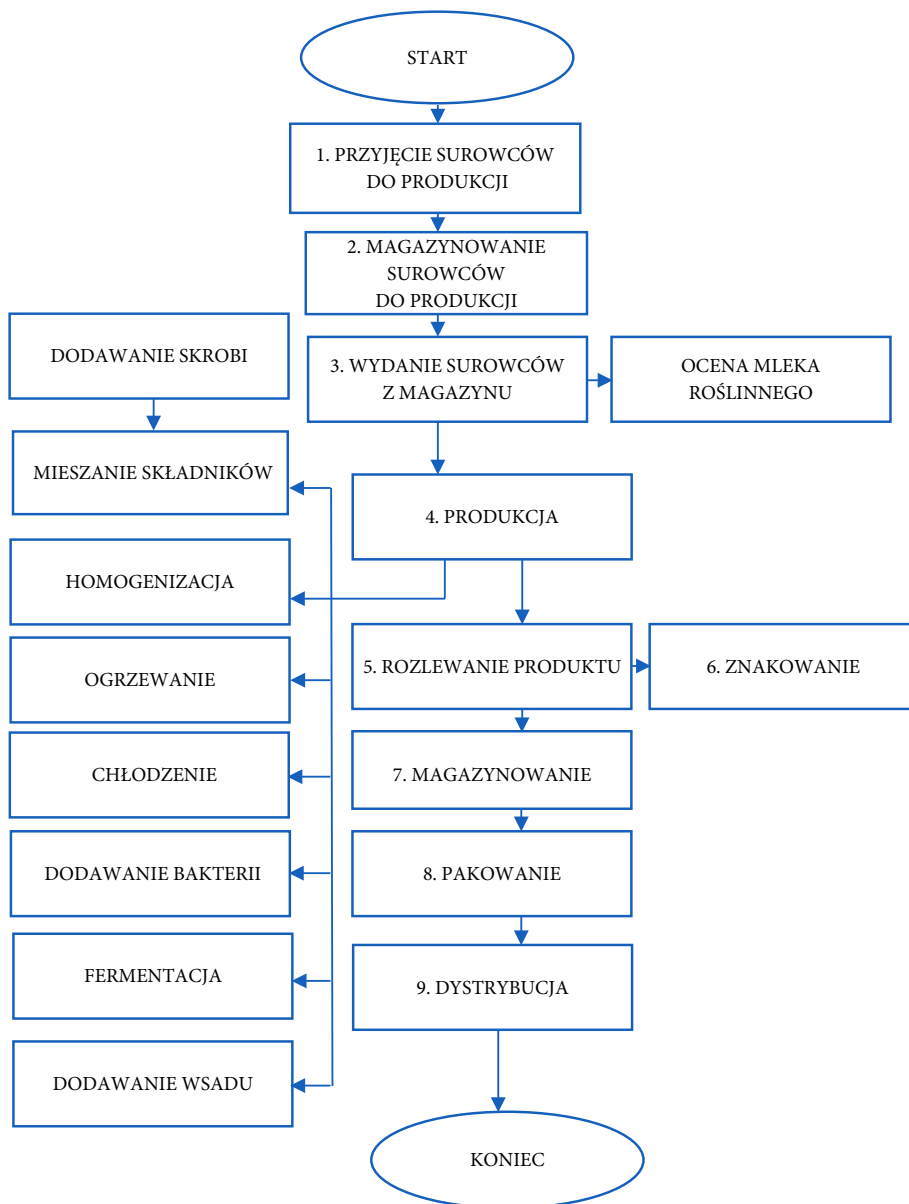 START
1. PRZYJĘCIE SUROWCÓW
DO PRODUKCJI
2. MAGAZYNOWANIE
SUROWCÓW
DO PRODUKCJI
DODAWANIE SKROBI
3. WYDANIE SUROWCÓW
Z MAGAZYNU
OCENA MLEKA
ROŚLINNEGO
MIESZANIE SKŁADNIKÓW
4. PRODUKCJA
HOMOGENIZACJA
OGRZEWANIE
5. ROZLEWANIE PRODUKTU
6. ZNAKOWANIE
CHŁODZENIE
7. MAGAZYNOWANIE
DODAWANIE BAKTERII
8. PAKOWANIE
FERMENTACJA
9. DYSTRYBUCJA
DODAWANIE WSADU
KONIEC